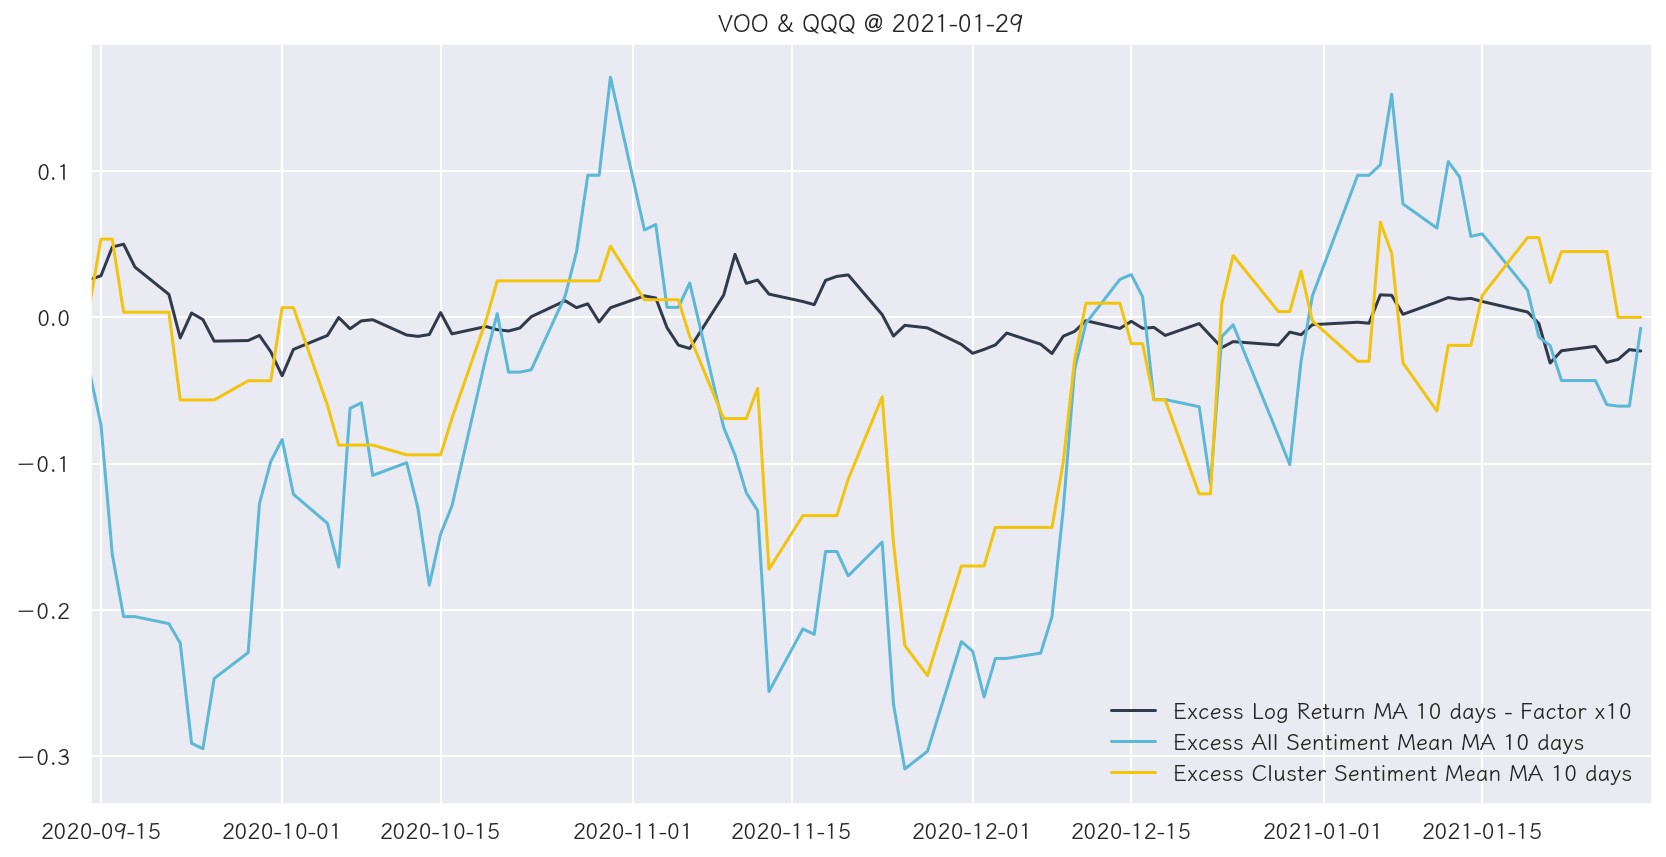 VOO & QQQ @ 2021-01-29
0.1
0.0
−0.1
−0.2
−0.3
Excess Log Return MA 10 days - Factor x10
Excess All Sentiment Mean MA 10 days
Excess Cluster Sentiment Mean MA 10 days
2020-09-15 2020-10-01 2020-10-15 2020-11-01 2020-11-15 2020-12-01 2020-12-15 2021-01-01 2021-01-15